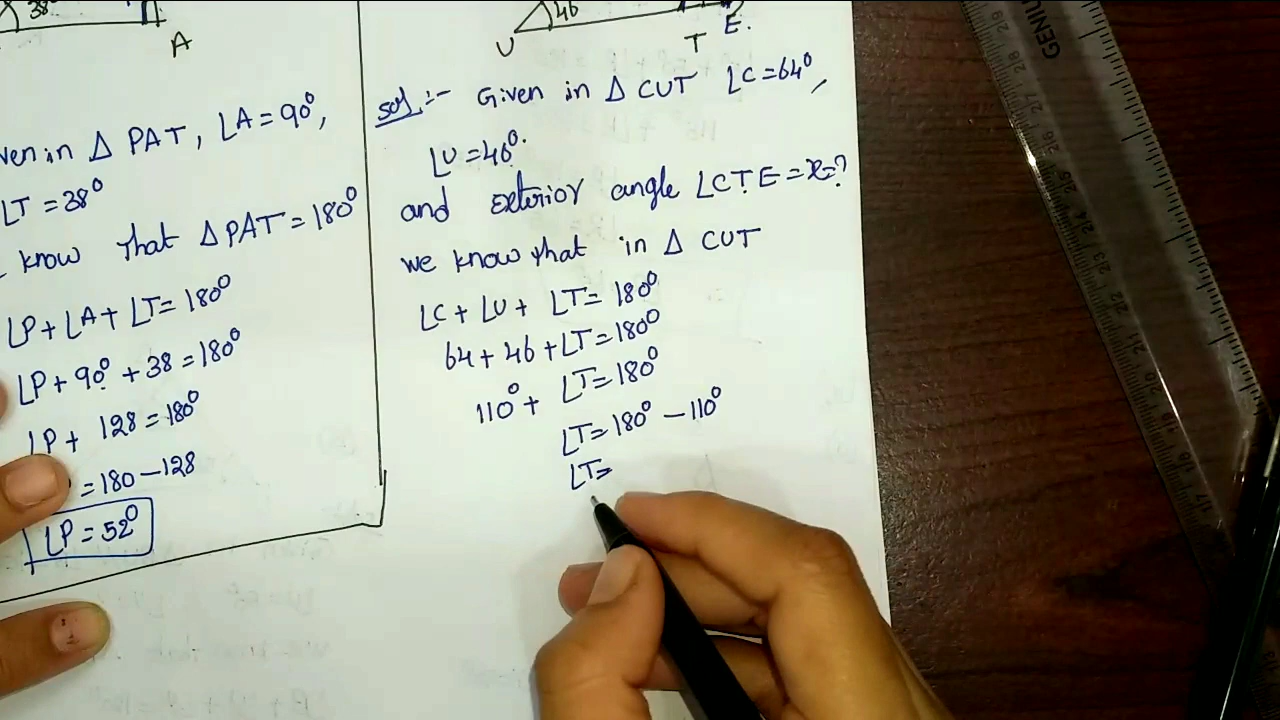 38°
A
ven in Δ PAT, ∠A = 90°,
∠T = 38°
know that ΔPAT = 180°
∠P + ∠A + ∠T = 180°
∠P + 90° + 38 = 180°
∠P + 128 = 180°
= 180 - 128
∠P = 52°
46
U
T
E.
Sol:- Given in Δ CUT ∠C = 64°,
∠U = 46°.
and exterior angle ∠CTE = x = ?
we know that in Δ CUT
∠C + ∠U + ∠T = 180°
64 + 46 + ∠T = 180°
110° + ∠T = 180°
∠T = 180° - 110°
∠T =
GENIUS